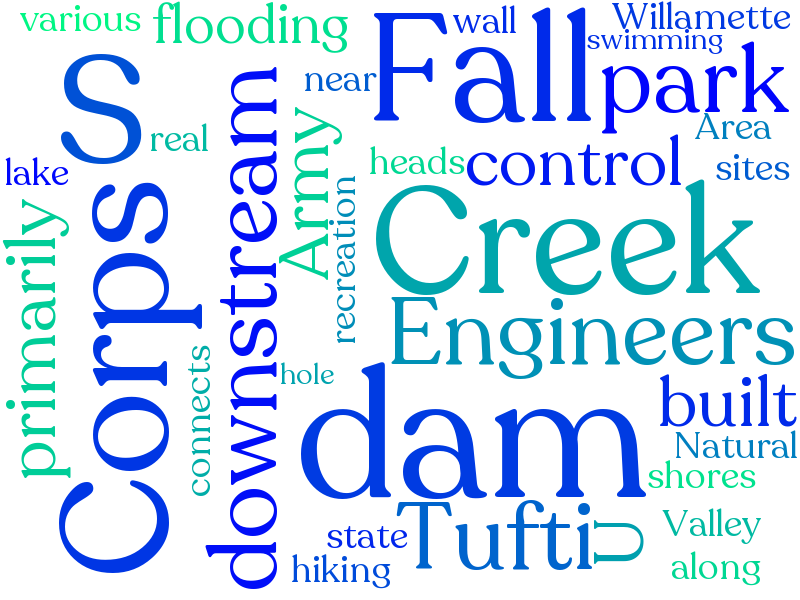 various
flooding
wall
Willamette
swimming
Fall
park
near
S
real
Army
Area
lake
heads
control
sites
downstream
recreation
Corps
Creek
primarily
Engineers
connects
hole
dam
built
Natural
shores
Tufti
U
state
Valley
hiking
along